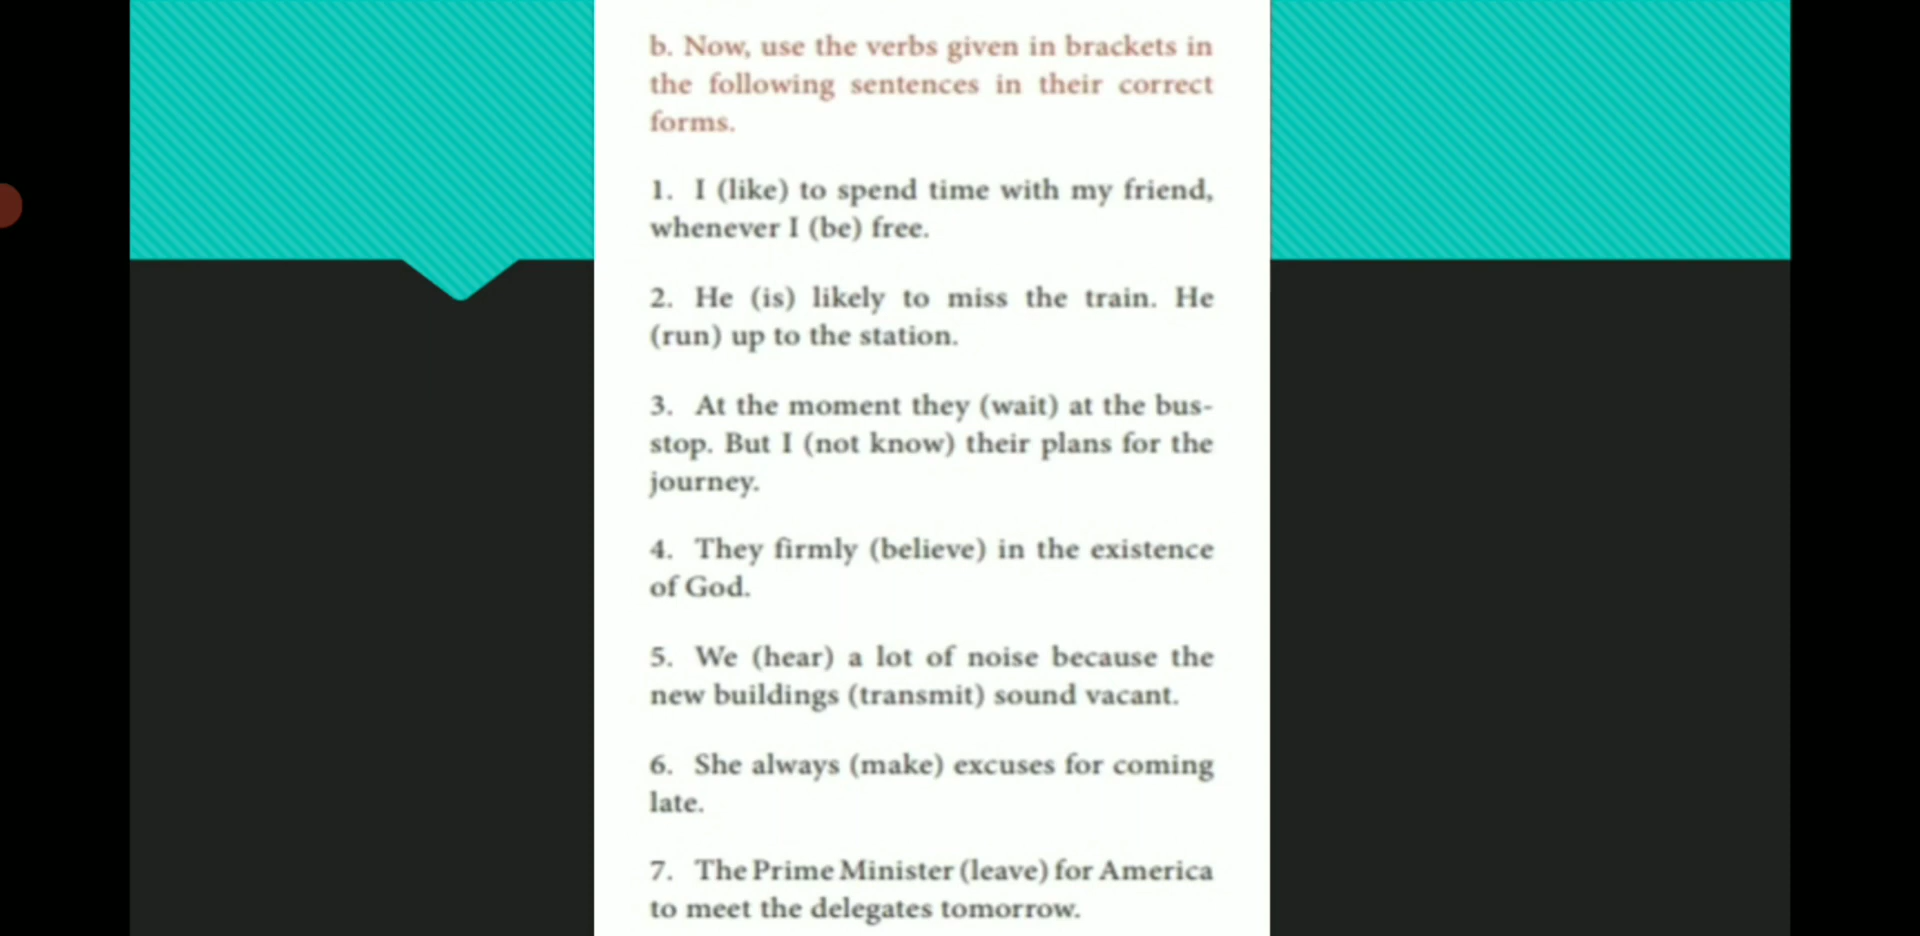 b. Now, use the verbs given in brackets in
the following sentences in their correct
forms.
1. I (like) to spend time with my friend,
whenever I (be) free.
2. He (is) likely to miss the train. He
(run) up to the station.
3. At the moment they (wait) at the bus-
stop. But I (not know) their plans for the
journey.
4. They firmly (believe) in the existence
of God.
5. We (hear) a lot of noise because the
new buildings (transmit) sound vacant.
6. She always (make) excuses for coming
late.
7. The Prime Minister (leave) for America
to meet the delegates tomorrow.